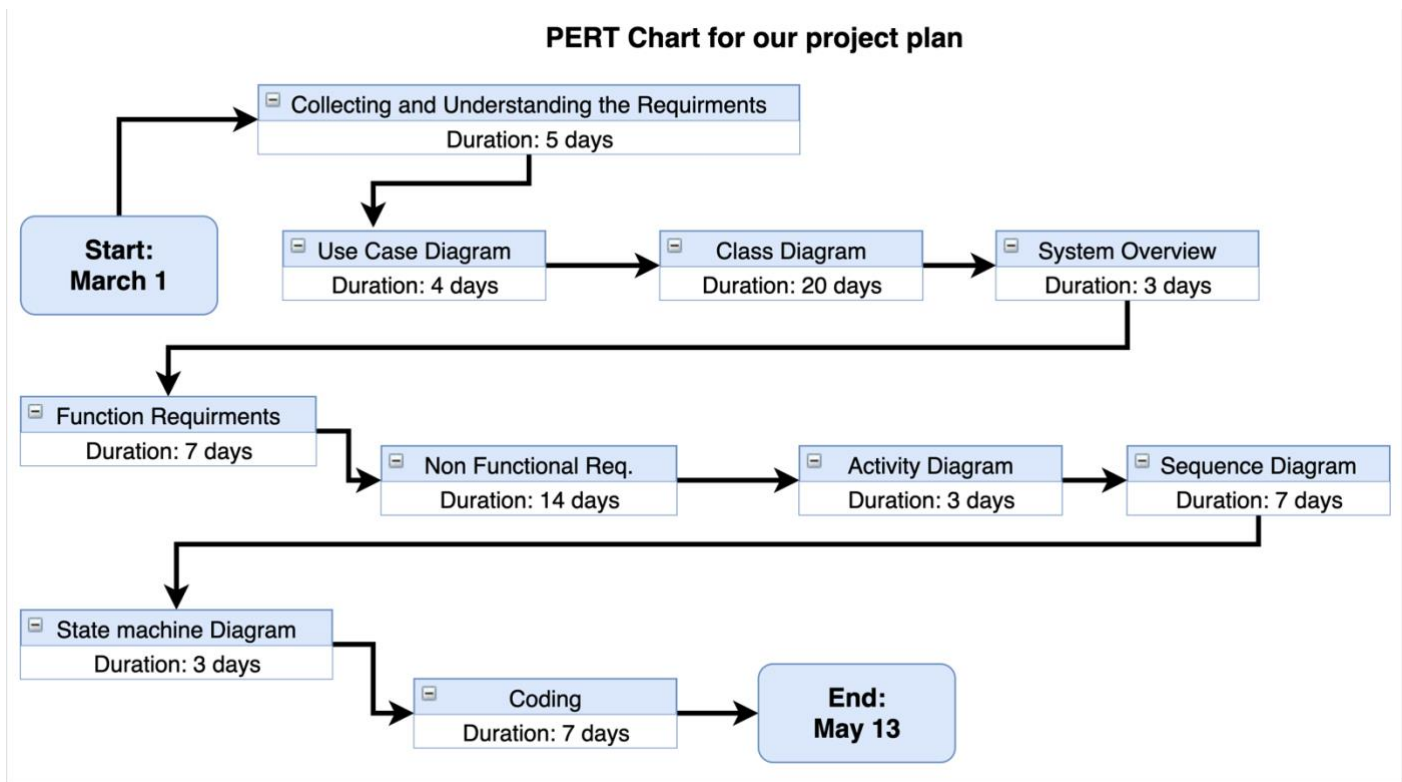 PERT Chart for our project plan
Collecting and Understanding the Requirments
Duration: 5 days
Start:
March 1
Use Case Diagram
Duration: 4 days
Class Diagram
Duration: 20 days
System Overview
Duration: 3 days
Function Requirments
Duration: 7 days
Non Functional Req.
Duration: 14 days
Activity Diagram
Duration: 3 days
Sequence Diagram
Duration: 7 days
State machine Diagram
Duration: 3 days
Coding
Duration: 7 days
End:
May 13